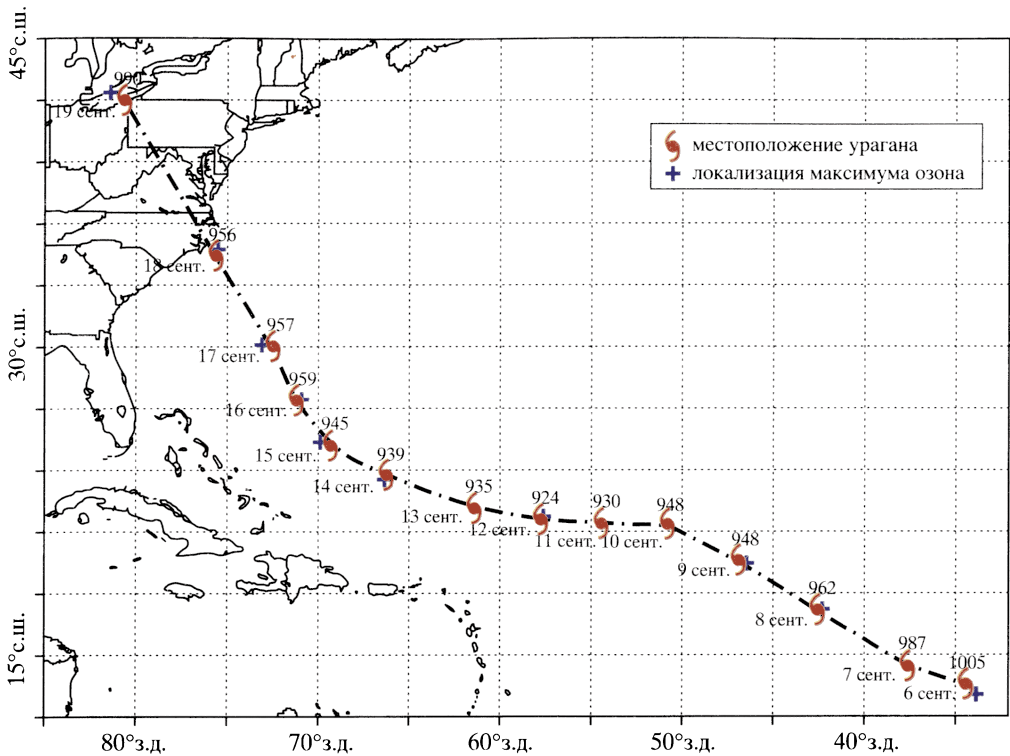 45°с.ш.
30°с.ш.
15°с.ш.
местоположение урагана
локализация максимума озона
990
19 сент.
956
18 сент.
957
17 сент.
959
16 сент.
945
15 сент.
939
14 сент.
935
13 сент.
924
12 сент.
930
11 сент.
948
10 сент.
948
9 сент.
962
8 сент.
987
7 сент.
1005
6 сент.
80°з.д.
70°з.д.
50°з.д.
40°з.д.